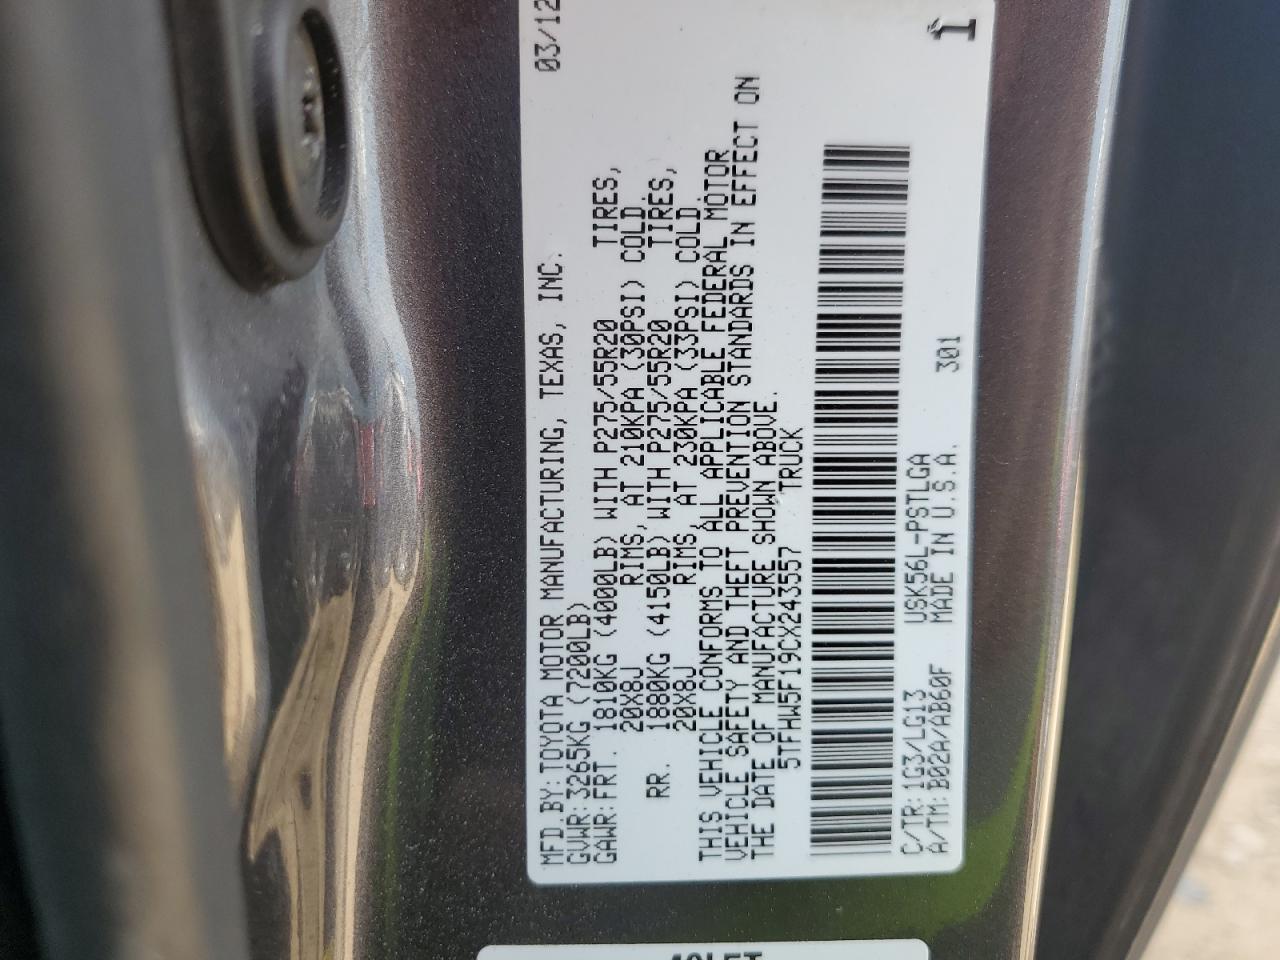 MFD.BY:TOYOTA MOTOR MANUFACTURING, TEXAS, INC. 03/12
GVWR:3265KG (7200LB)
GAWR:FRT. 1810KG (4000LB) WITH P275/55R20 TIRES,
20X8J RIMS, AT 210KPA (30PSI) COLD.
RR. 1880KG (4150LB) WITH P275/55R20 TIRES,
20X8J RIMS, AT 230KPA (33PSI) COLD.
THIS VEHICLE CONFORMS TO ALL APPLICABLE FEDERAL MOTOR
VEHICLE SAFETY AND THEFT PREVENTION STANDARDS IN EFFECT ON
THE DATE OF MANUFACTURE SHOWN ABOVE.
5TFHW5F19CX243557 TRUCK
C/TR:1G3/LG13 USK56L-PSTLGA
A/TM:B02A/AB60F MADE IN U.S.A. 301
1